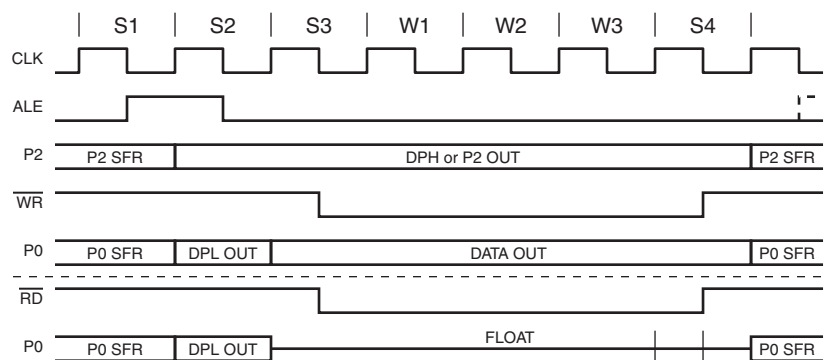 S1 S2 S3 W1 W2 W3 S4
CLK
ALE
P2 P2 SFR DPH or P2 OUT P2 SFR
WR
P0 P0 SFR DPL OUT DATA OUT P0 SFR
RD
P0 P0 SFR DPL OUT FLOAT P0 SFR